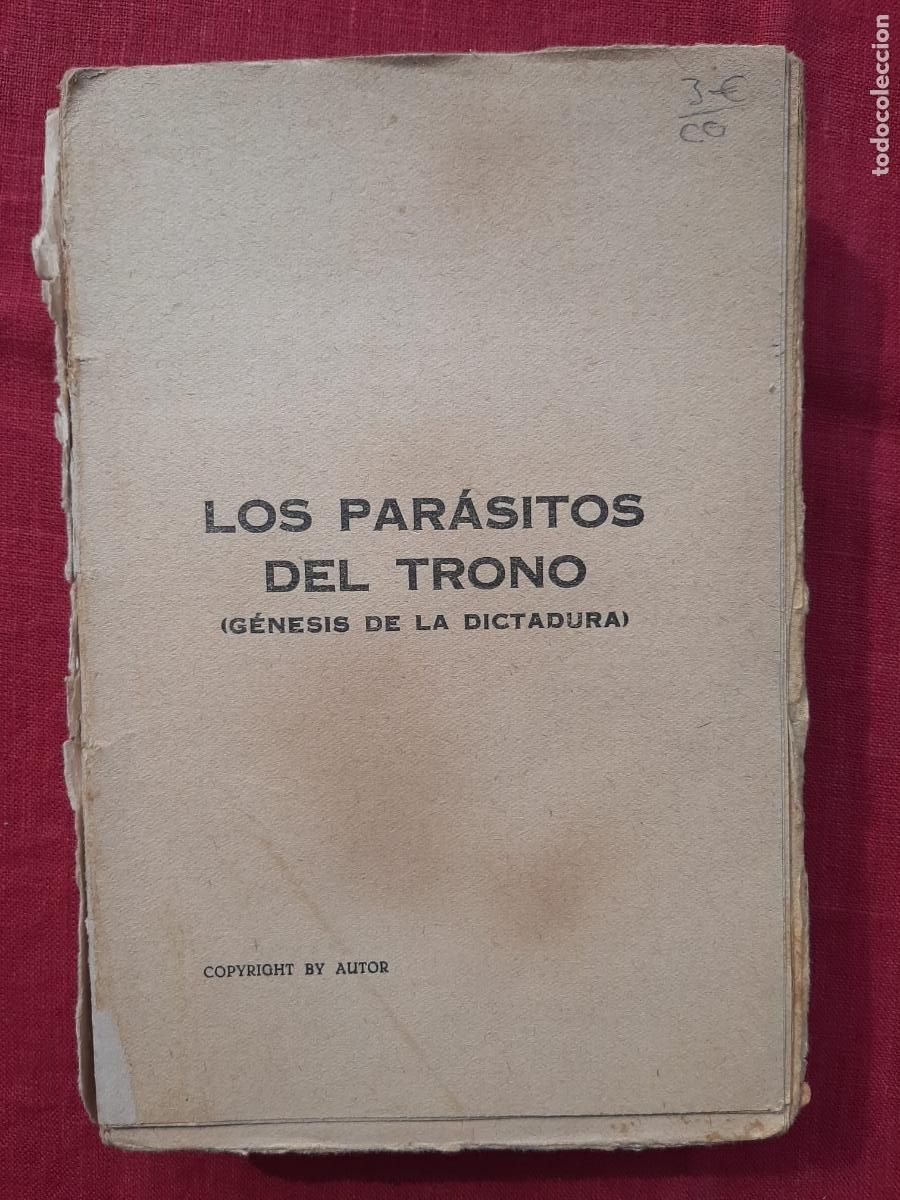 3 €
CO
todocoleccion
LOS PARÁSITOS
DEL TRONO
(GÉNESIS DE LA DICTADURA)
COPYRIGHT BY AUTOR